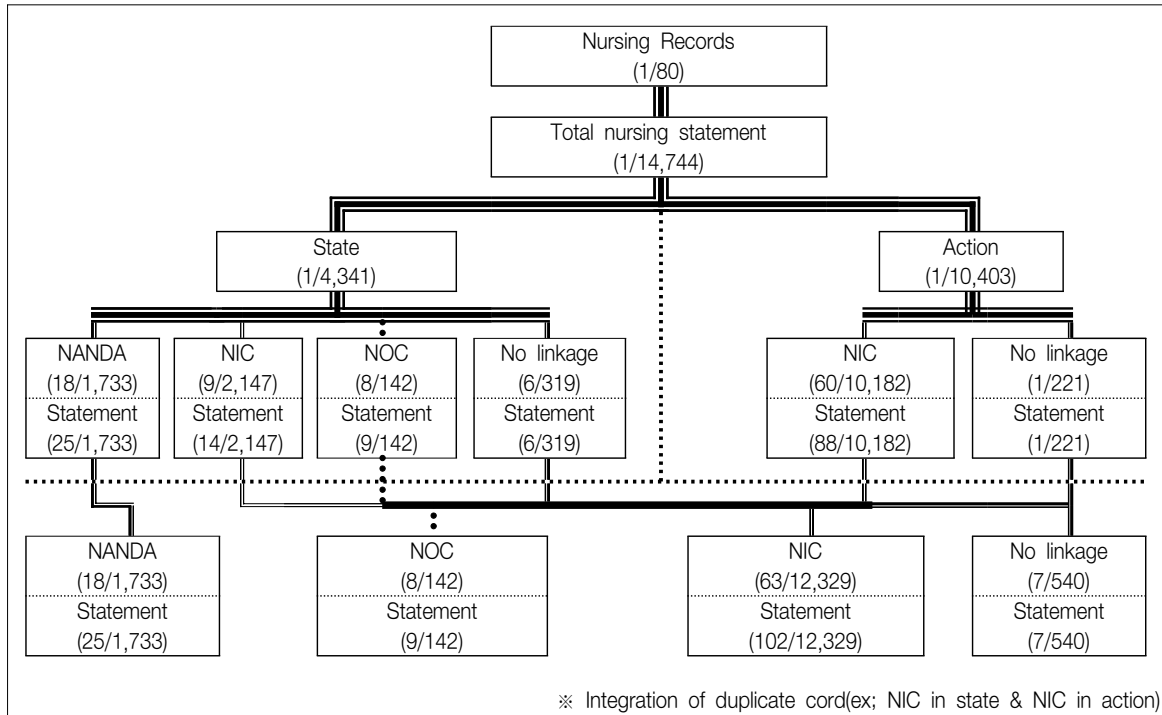 Nursing Records
(1/80)
Total nursing statement
(1/14,744)
State
(1/4,341)
Action
(1/10,403)
NANDA
(18/1,733)
Statement
(25/1,733)
NIC
(9/2,147)
Statement
(14/2,147)
NOC
(8/142)
Statement
(9/142)
No linkage
(6/319)
Statement
(6/319)
NIC
(60/10,182)
Statement
(88/10,182)
No linkage
(1/221)
Statement
(1/221)
NANDA
(18/1,733)
Statement
(25/1,733)
NOC
(8/142)
Statement
(9/142)
NIC
(63/12,329)
Statement
(102/12,329)
No linkage
(7/540)
Statement
(7/540)
※ Integration of duplicate cord(ex; NIC in state & NIC in action)